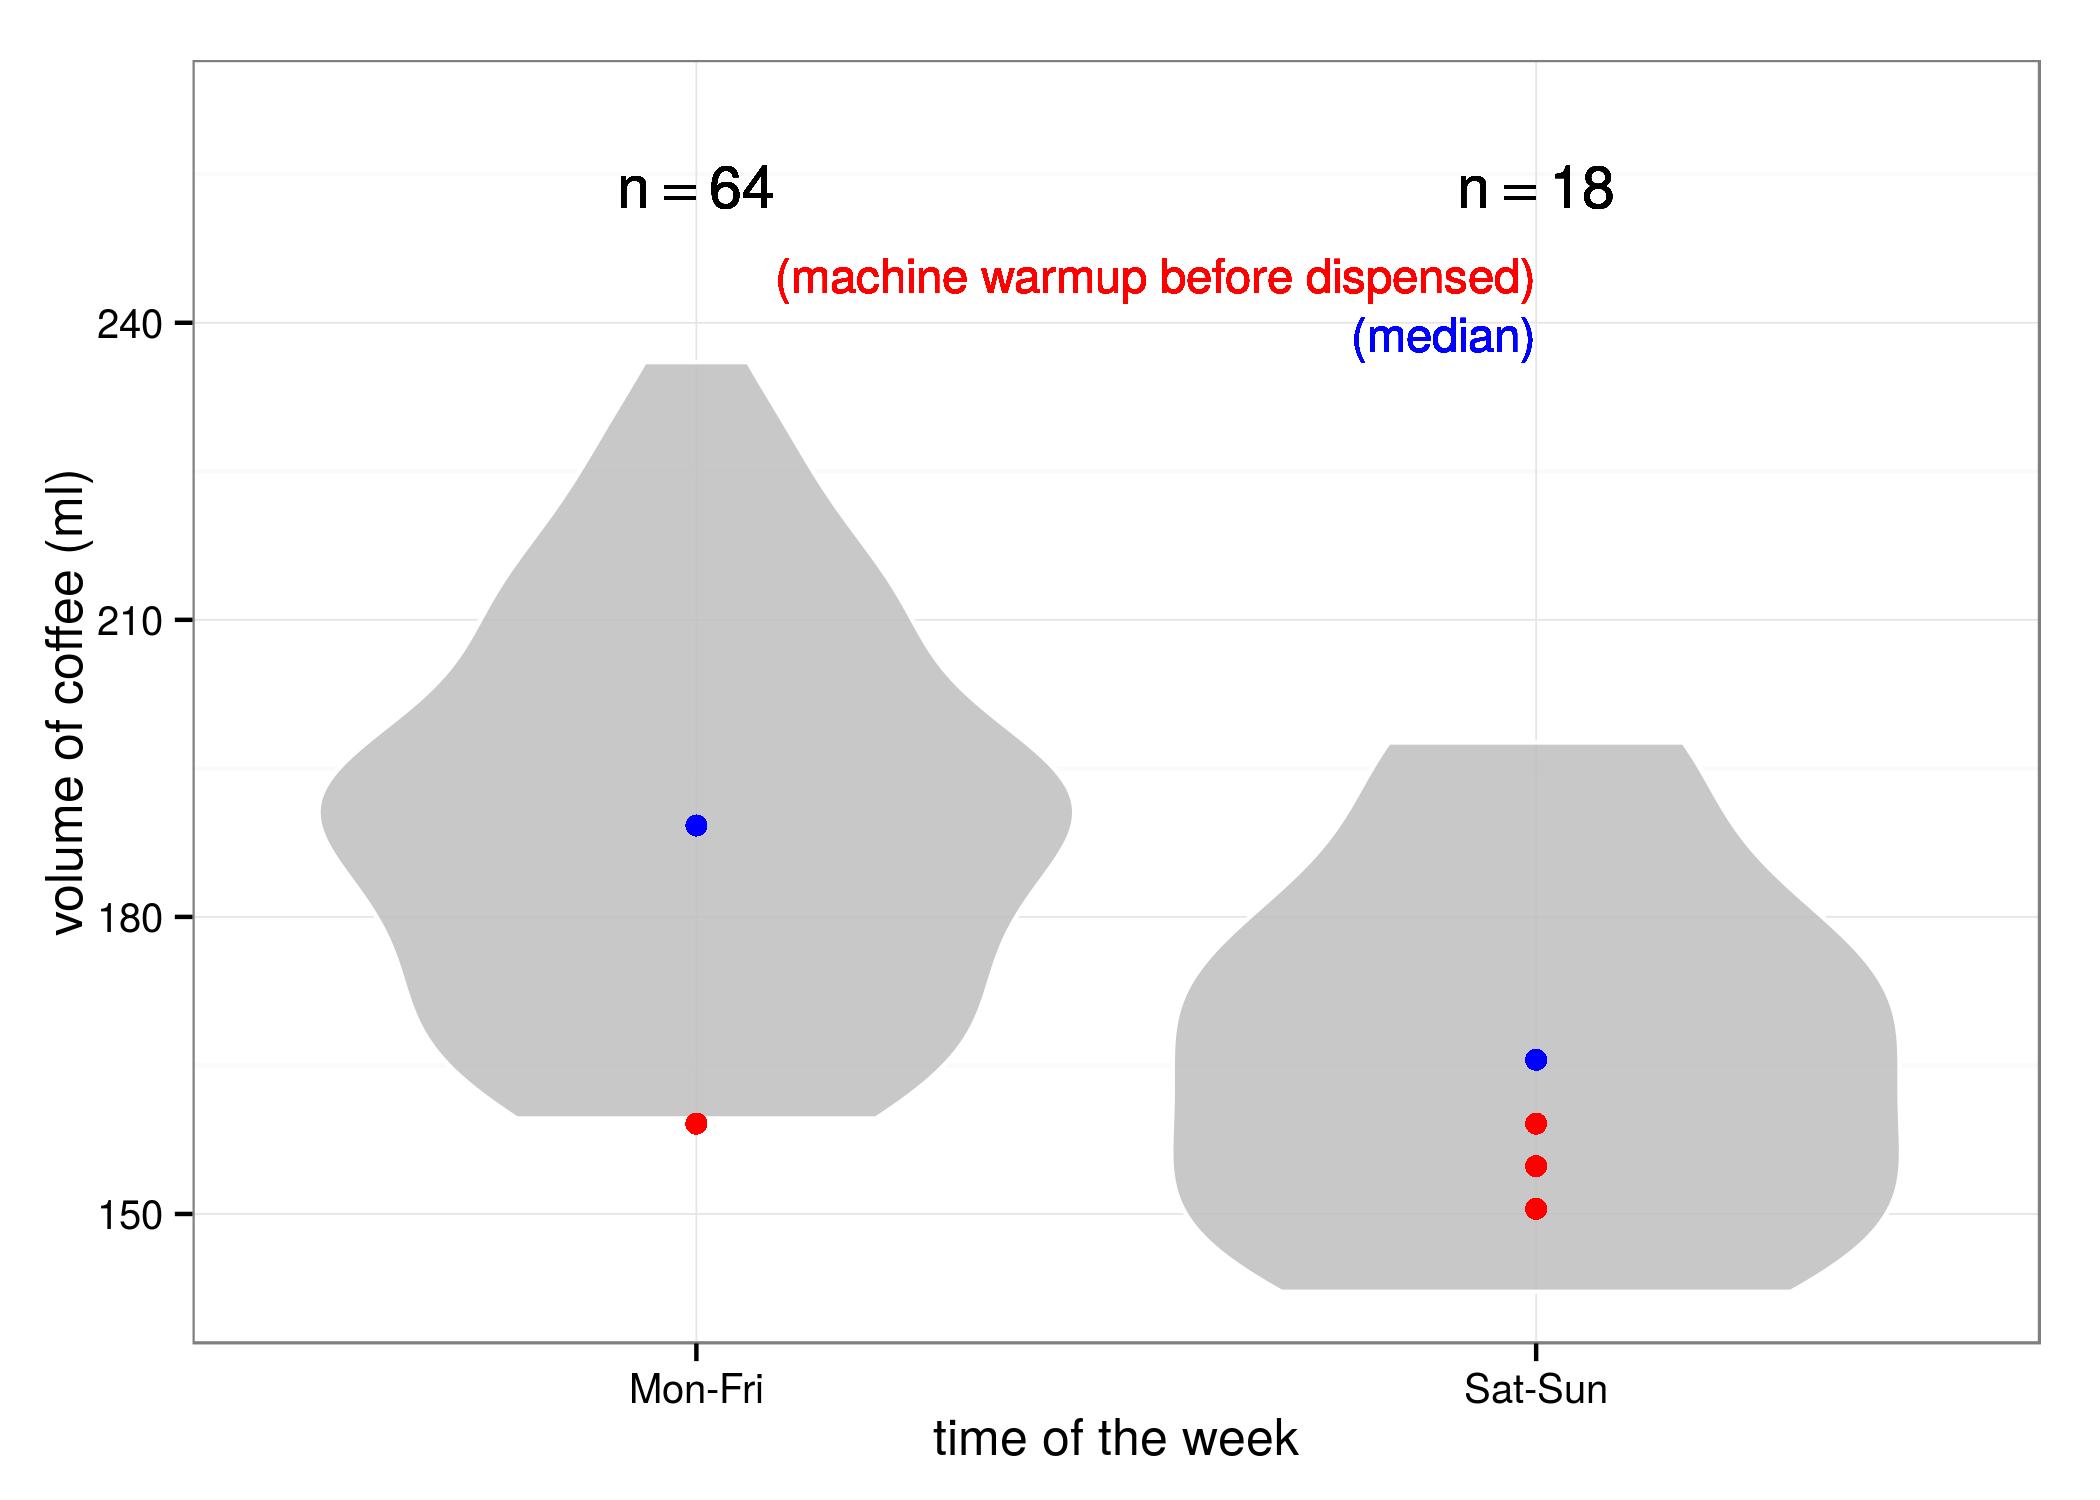 n = 64
n = 18
(machine warmup before dispensed)
(median)
240
210
180
150
volume of coffee (ml)
Mon-Fri
Sat-Sun
time of the week